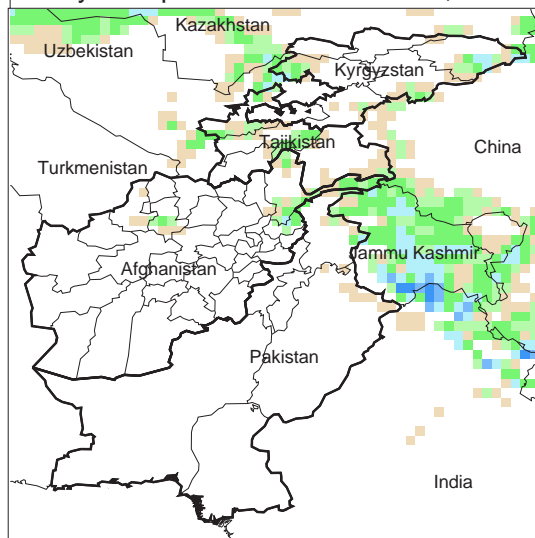 Kazakhstan
Uzbekistan
Kyrgyzstan
Tajikistan
China
Turkmenistan
Jammu Kashmir
Afghanistan
Pakistan
India